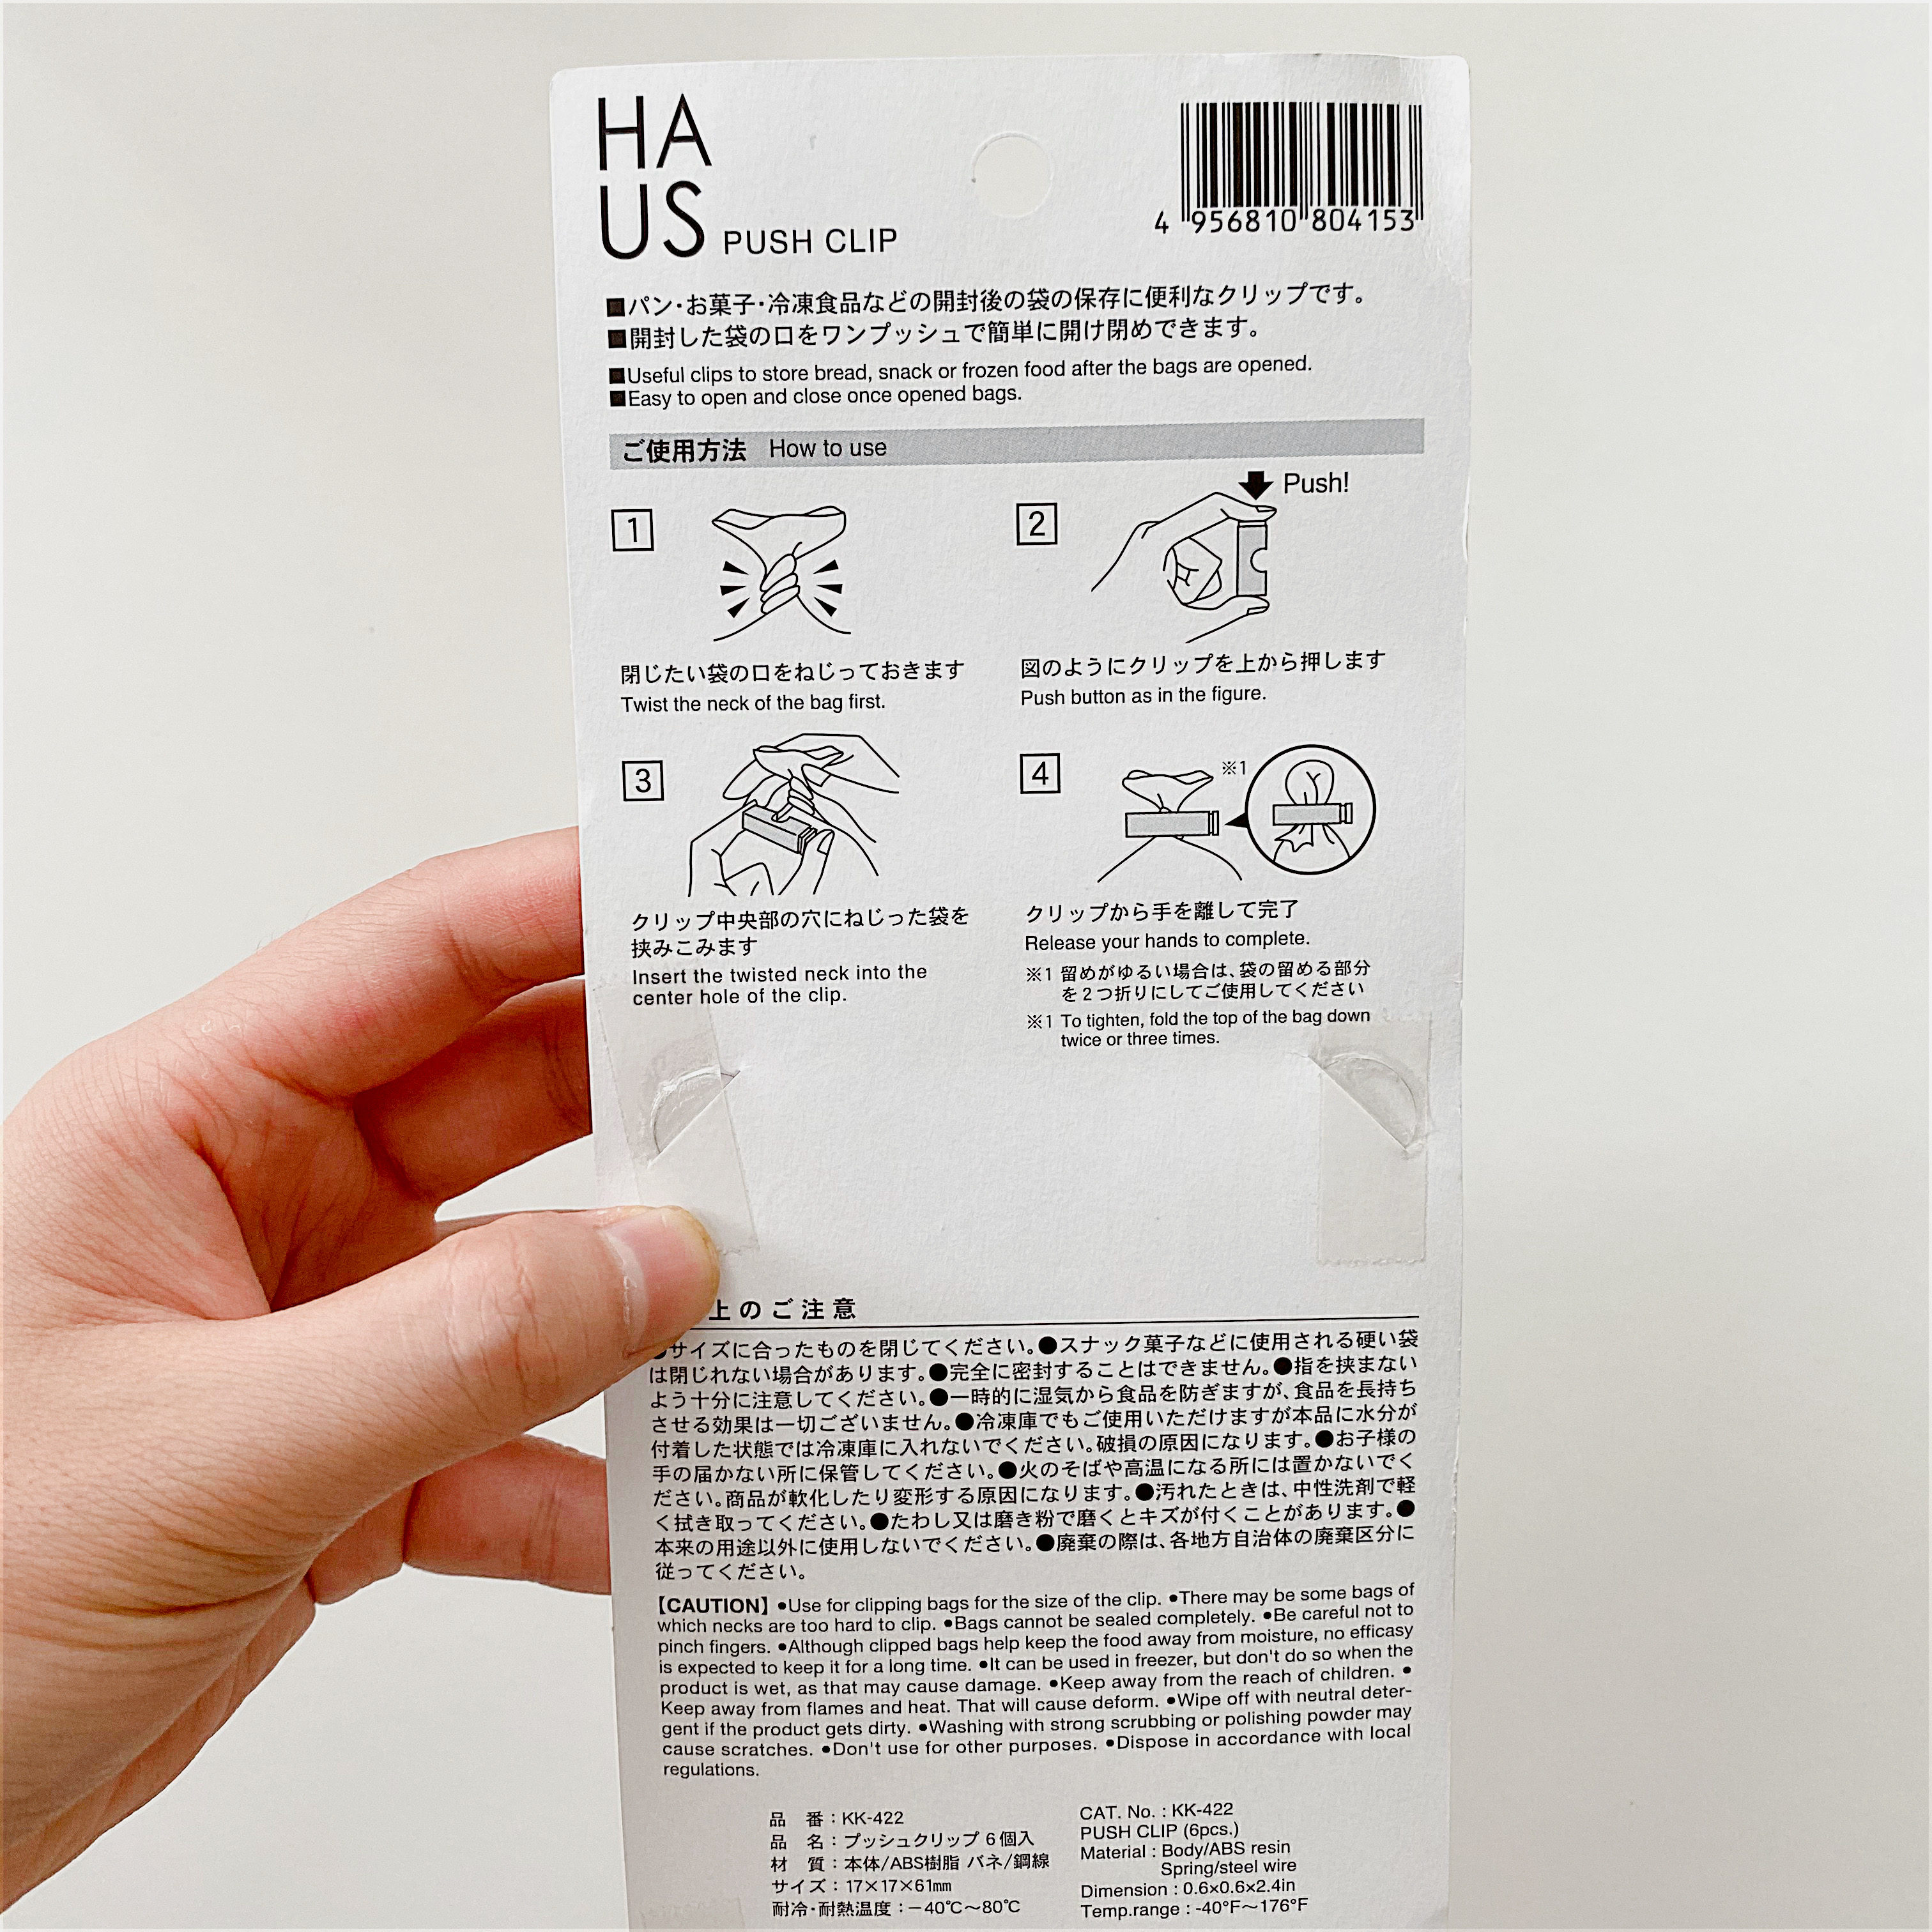 HA
US PUSH CLIP
4 956810 804153
■パン・お菓子・冷凍食品などの開封後の袋の保存に便利なクリップです。
■開封した袋の口をワンプッシュで簡単に開け閉めできます。
■Useful clips to store bread, snack or frozen food after the bags are opened.
■Easy to open and close once opened bags.
ご使用方法 How to use
1
閉じたい袋の口をねじっておきます
Twist the neck of the bag first.
2
Push!
図のようにクリップを上から押します
Push button as in the figure.
3
クリップ中央部の穴にねじった袋を
挟みこみます
Insert the twisted neck into the
center hole of the clip.
4
※1
クリップから手を離して完了
Release your hands to complete.
※1 留めがゆるい場合は、袋の留める部分
を2つ折りにしてご使用してください
※1 To tighten, fold the top of the bag down
twice or three times.
上のご注意
●サイズに合ったものを閉じてください。●スナック菓子などに使用される硬い袋
は閉じれない場合があります。●完全に密封することはできません。●指を挟まない
よう十分に注意してください。●一時的に湿気から食品を防ぎますが、食品を長持ち
させる効果は一切ございません。●冷凍庫でもご使用いただけますが本品に水分が
付着した状態では冷凍庫に入れないでください。破損の原因になります。●お子様の
手の届かない所に保管してください。●火のそばや高温になる所には置かないでく
ださい。商品が軟化したり変形する原因になります。●汚れたときは、中性洗剤で軽
く拭き取ってください。●たわし又は磨き粉で磨くとキズが付くことがあります。●
本来の用途以外に使用しないでください。●廃棄の際は、各地方自治体の廃棄区分に
従ってください。
【CAUTION】●Use for clipping bags for the size of the clip. ●There may be some bags of
which necks are too hard to clip. ●Bags cannot be sealed completely. ●Be careful not to
pinch fingers. ●Although clipped bags help keep the food away from moisture, no efficasy
is expected to keep it for a long time. ●It can be used in freezer, but don't do so when the
product is wet, as that may cause damage. ●Keep away from the reach of children. ●
Keep away from flames and heat. That will cause deform. ●Wipe off with neutral deter-
gent if the product gets dirty. ●Washing with strong scrubbing or polishing powder may
cause scratches. ●Don't use for other purposes. ●Dispose in accordance with local
regulations.
品 番：KK-422
品 名：プッシュクリップ 6個入
材 質：本体/ABS樹脂 バネ/鋼線
サイズ：17×17×61㎜
耐冷・耐熱温度：－40℃～80℃
CAT. No. : KK-422
PUSH CLIP (6pcs.)
Material : Body/ABS resin
Spring/steel wire
Dimension : 0.6×0.6×2.4in
Temp.range : -40°F～176°F